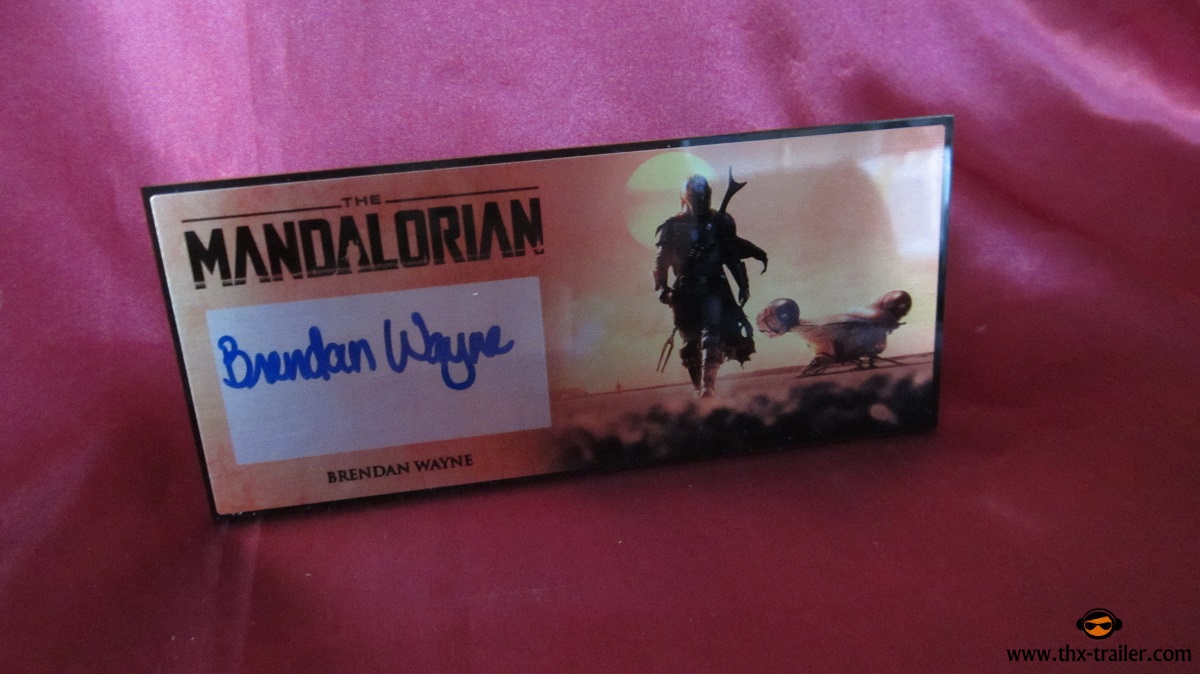 THE
MANDALORIAN
Brendan Wayne
BRENDAN WAYNE
www.thx-trailer.com